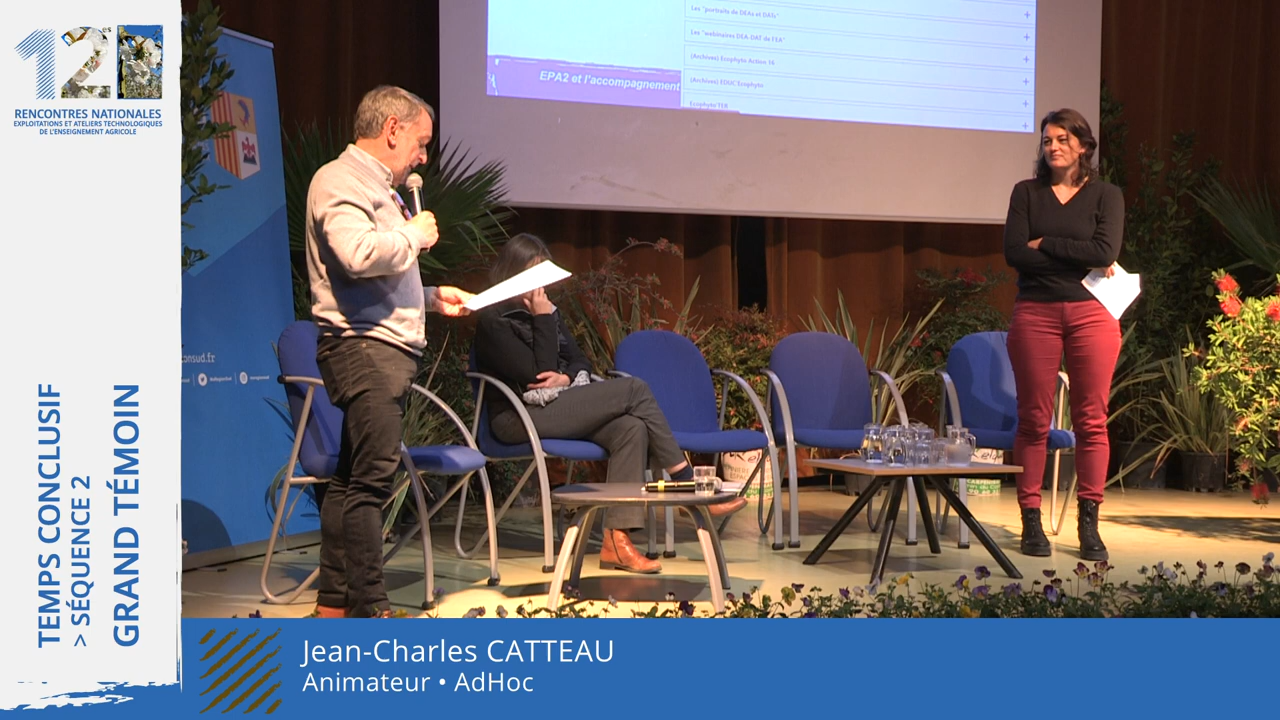 12es
RENCONTRES NATIONALES
EXPLOITATIONS ET ATELIERS TECHNOLOGIQUES
DE L'ENSEIGNEMENT AGRICOLE
TEMPS CONCLUSIF
> SÉQUENCE 2
GRAND TÉMOIN
Les "portraits de DEAs et DATs"
Les "webinaires DEA-DAT de l'EA"
(Archives) Ecophyto Action 16
(Archives) EDUC'Ecophyto
Ecophyto'TER
EPA2 et l'accompagnement
Jean-Charles CATTEAU
Animateur • AdHoc